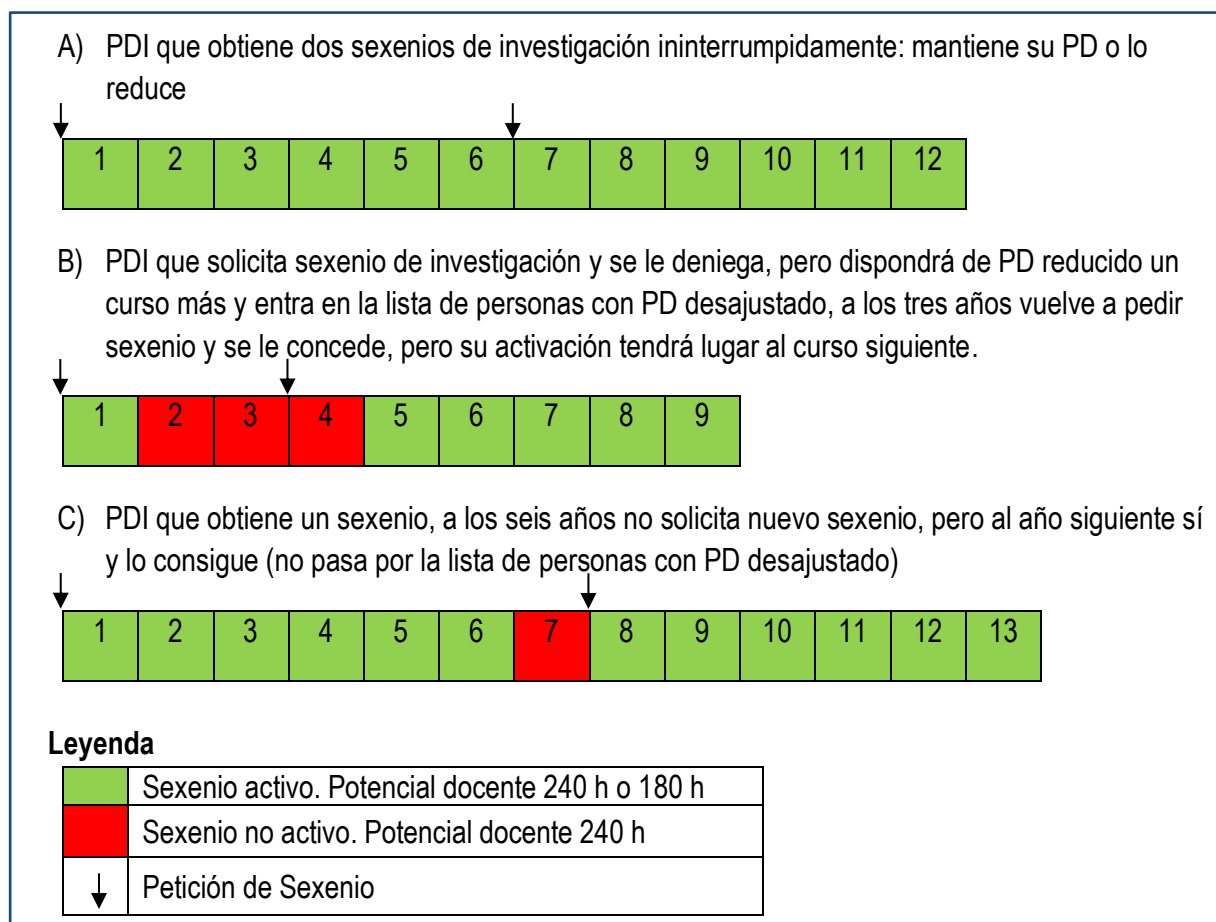 A) PDI que obtiene dos sexenios de investigación ininterrumpidamente: mantiene su PD o lo
reduce
1 2 3 4 5 6 7 8 9 10 11 12
B) PDI que solicita sexenio de investigación y se le deniega, pero dispondrá de PD reducido un
curso más y entra en la lista de personas con PD desajustado, a los tres años vuelve a pedir
sexenio y se le concede, pero su activación tendrá lugar al curso siguiente.
1 2 3 4 5 6 7 8 9
C) PDI que obtiene un sexenio, a los seis años no solicita nuevo sexenio, pero al año siguiente sí
y lo consigue (no pasa por la lista de personas con PD desajustado)
1 2 3 4 5 6 7 8 9 10 11 12 13
Leyenda
Sexenio activo. Potencial docente 240 h o 180 h
Sexenio no activo. Potencial docente 240 h
Petición de Sexenio